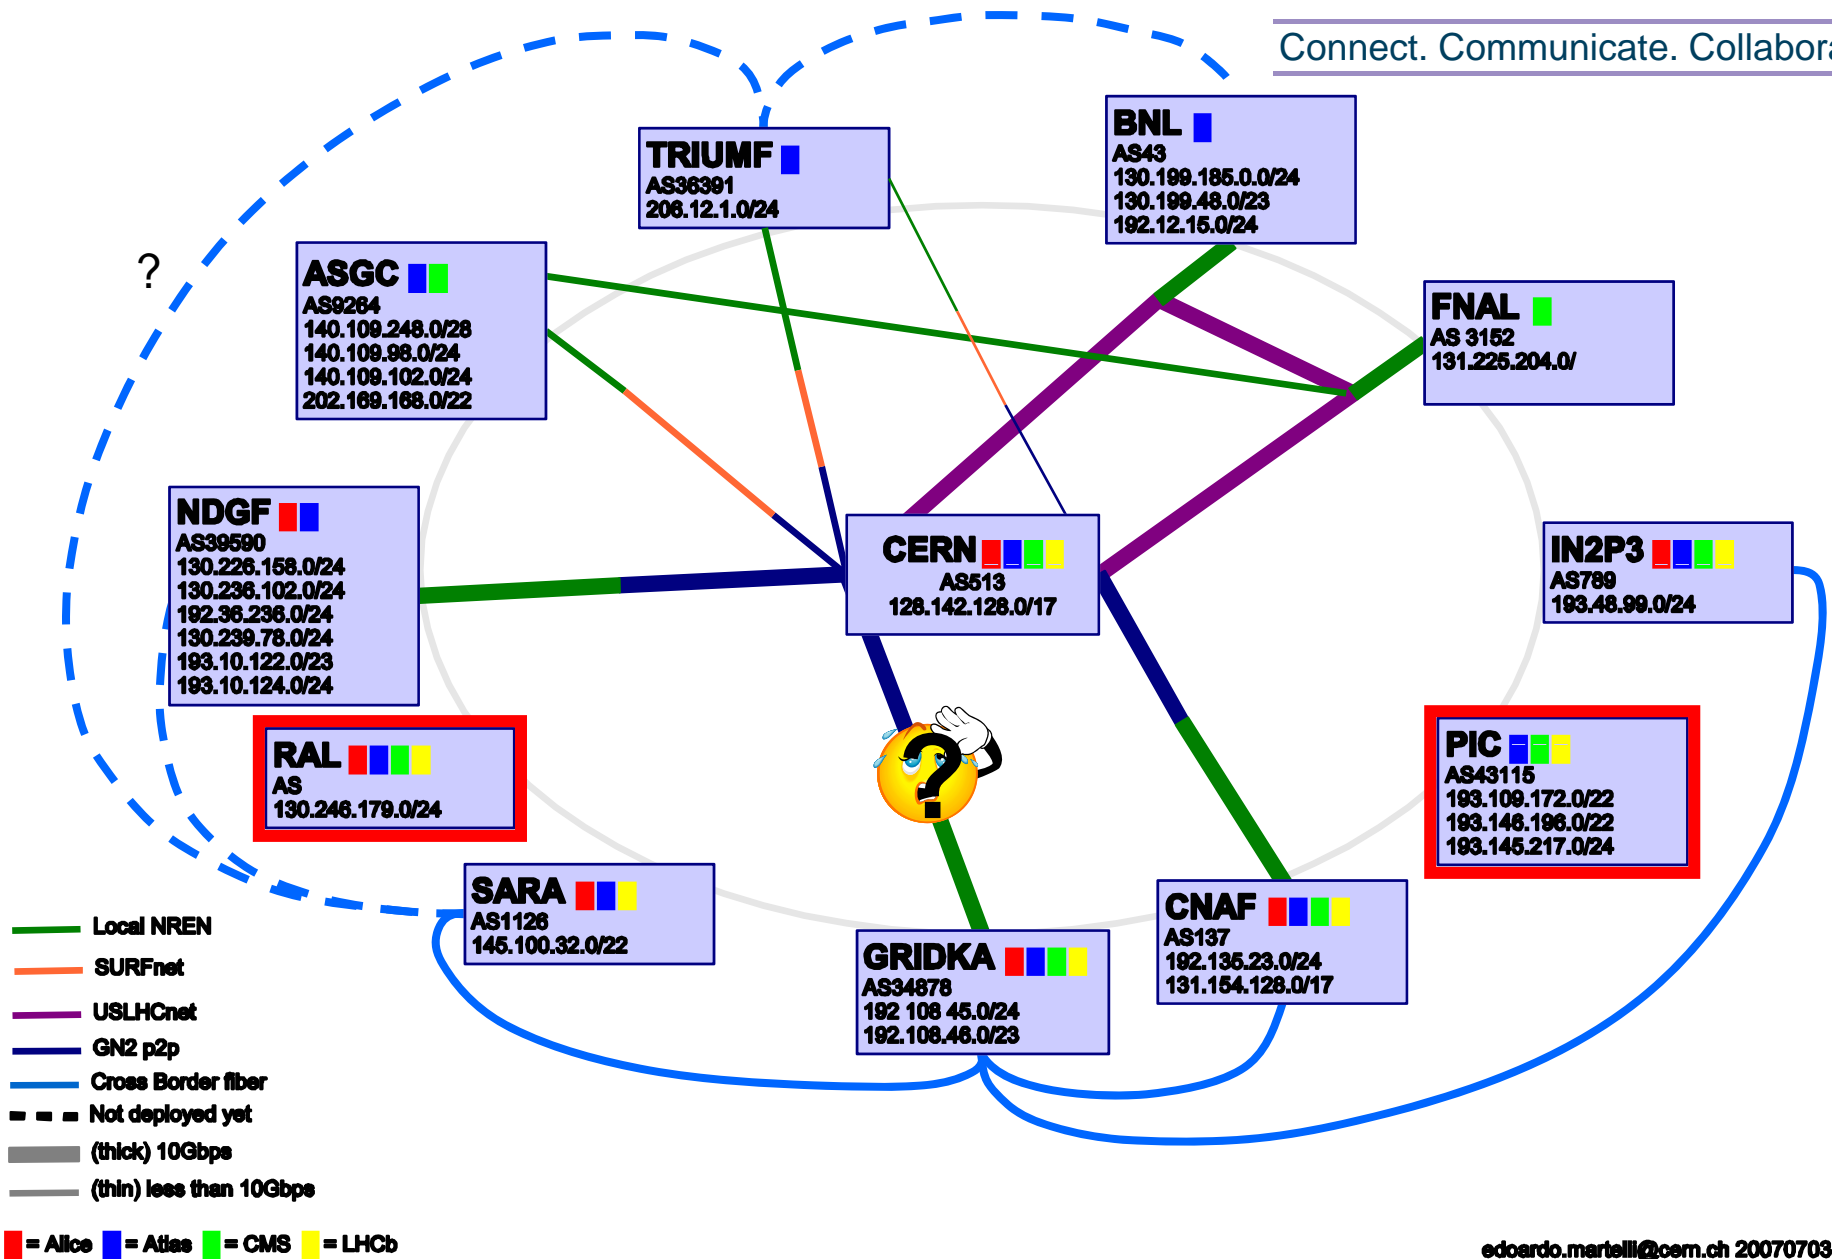 Connect. Communicate. Collabora
?
TRIUMF
AS36391
206.12.1.0/24
BNL
AS43
130.199.185.0.0/24
130.199.48.0/23
192.12.15.0/24
ASGC
AS9264
140.109.248.0/28
140.109.98.0/24
140.109.102.0/24
202.169.168.0/22
FNAL
AS 3152
131.225.204.0/
NDGF
AS39590
130.226.158.0/24
130.236.102.0/24
192.36.236.0/24
130.239.78.0/24
193.10.122.0/23
193.10.124.0/24
CERN
AS513
128.142.128.0/17
IN2P3
AS789
193.48.99.0/24
RAL
AS
130.246.179.0/24
?
PIC
AS43115
193.109.172.0/22
193.146.196.0/22
193.145.217.0/24
SARA
AS1126
145.100.32.0/22
GRIDKA
AS34878
192 108 45.0/24
192.108.46.0/23
CNAF
AS137
192.135.23.0/24
131.154.128.0/17
Local NREN
SURFnet
USLHCnet
GN2 p2p
Cross Border fiber
Not deployed yet
(thick) 10Gbps
(thin) less than 10Gbps
= Alice = Atlas = CMS = LHCb
edoardo.martelli@cern.ch 20070703